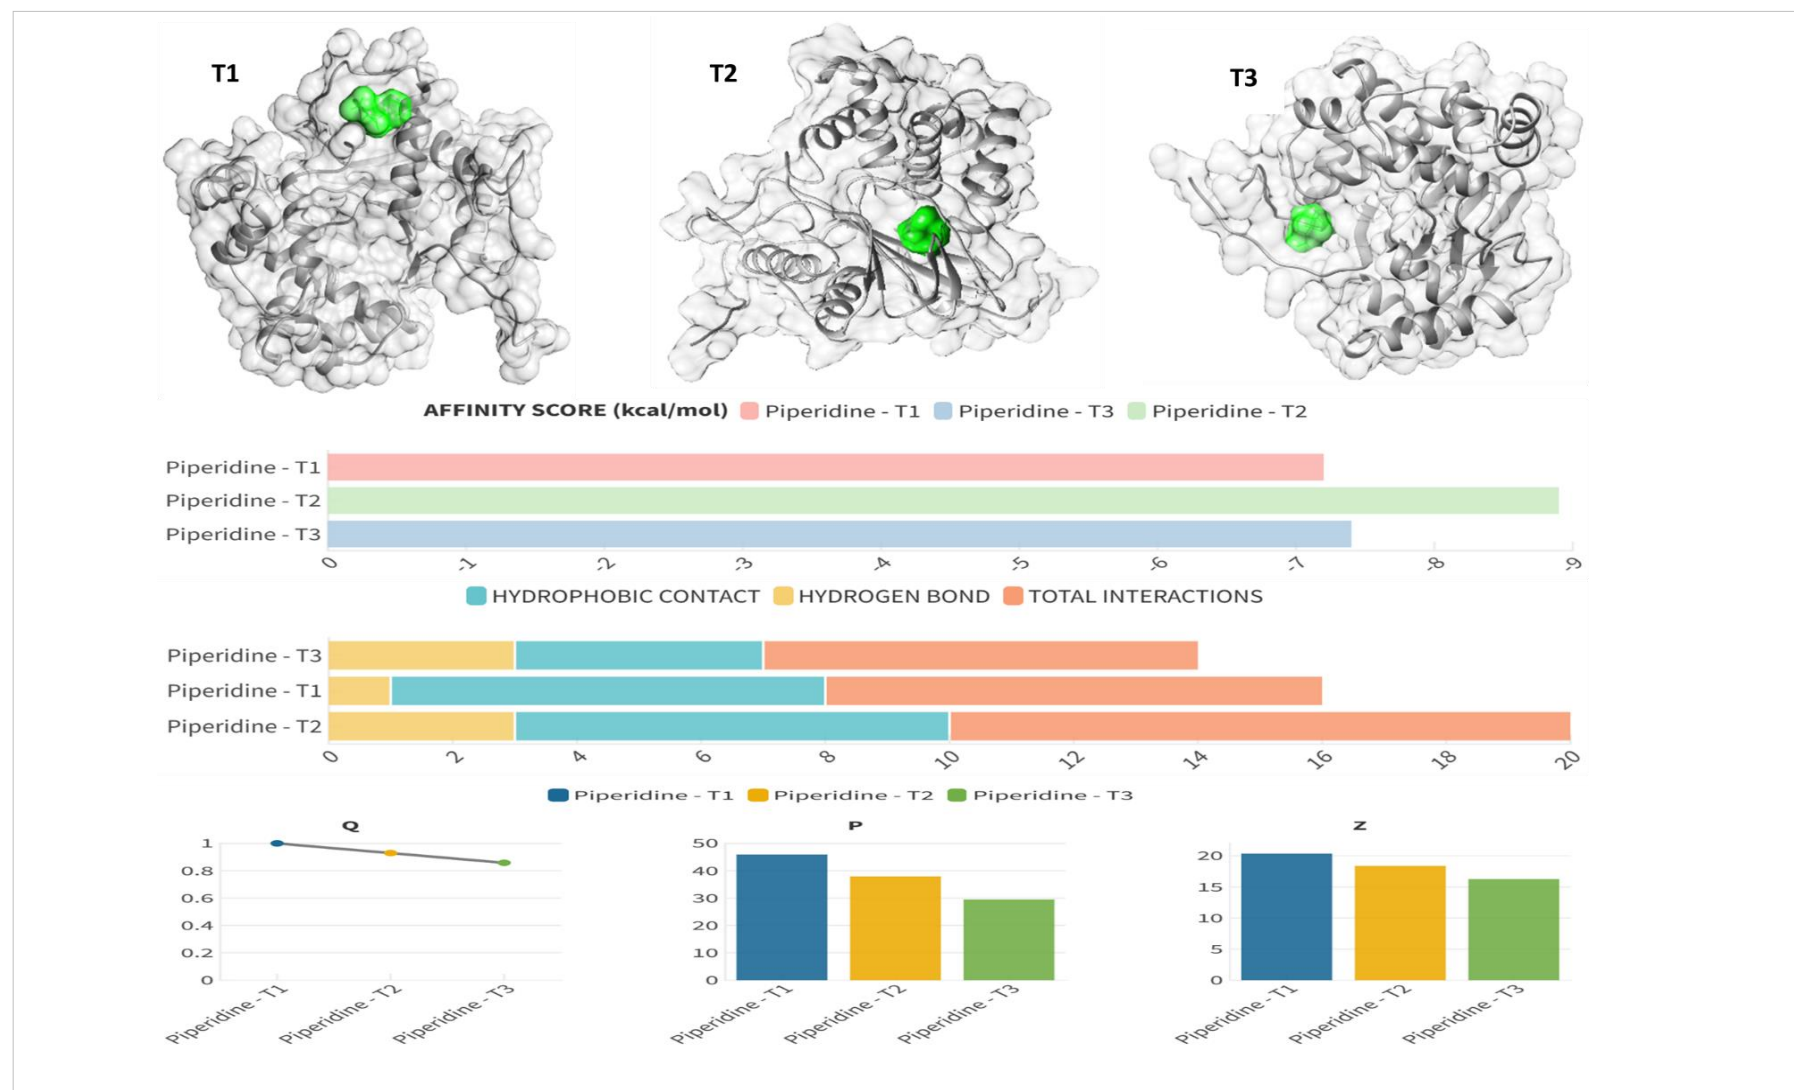 T1
T2
T3
AFFINITY SCORE (kcal/mol) Piperidine - T1 Piperidine - T3 Piperidine - T2
Piperidine - T1
Piperidine - T2
Piperidine - T3
0 -1 -2 -3 -4 -5 -6 -7 -8 -9
HYDROPHOBIC CONTACT HYDROGEN BOND TOTAL INTERACTIONS
Piperidine - T3
Piperidine - T1
Piperidine - T2
0 2 4 6 8 10 12 14 16 18 20
Piperidine - T1 Piperidine - T2 Piperidine - T3
Q
1
0.8
0.6
0.4
0.2
0
Piperidine - T1 Piperidine - T2 Piperidine - T3
P
50
40
30
20
10
0
Piperidine - T1 Piperidine - T2 Piperidine - T3
Z
20
15
10
5
0
Piperidine - T1 Piperidine - T2 Piperidine - T3